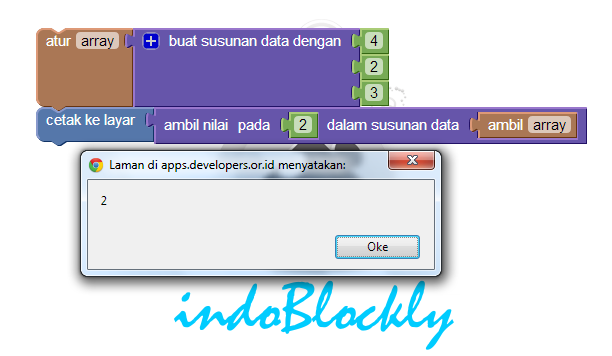 atur array + buat susunan data dengan 4
2
3
cetak ke layar ambil nilai pada 2 dalam susunan data ambil array
Laman di apps.developers.or.id menyatakan:
2
Oke
indoBlockly